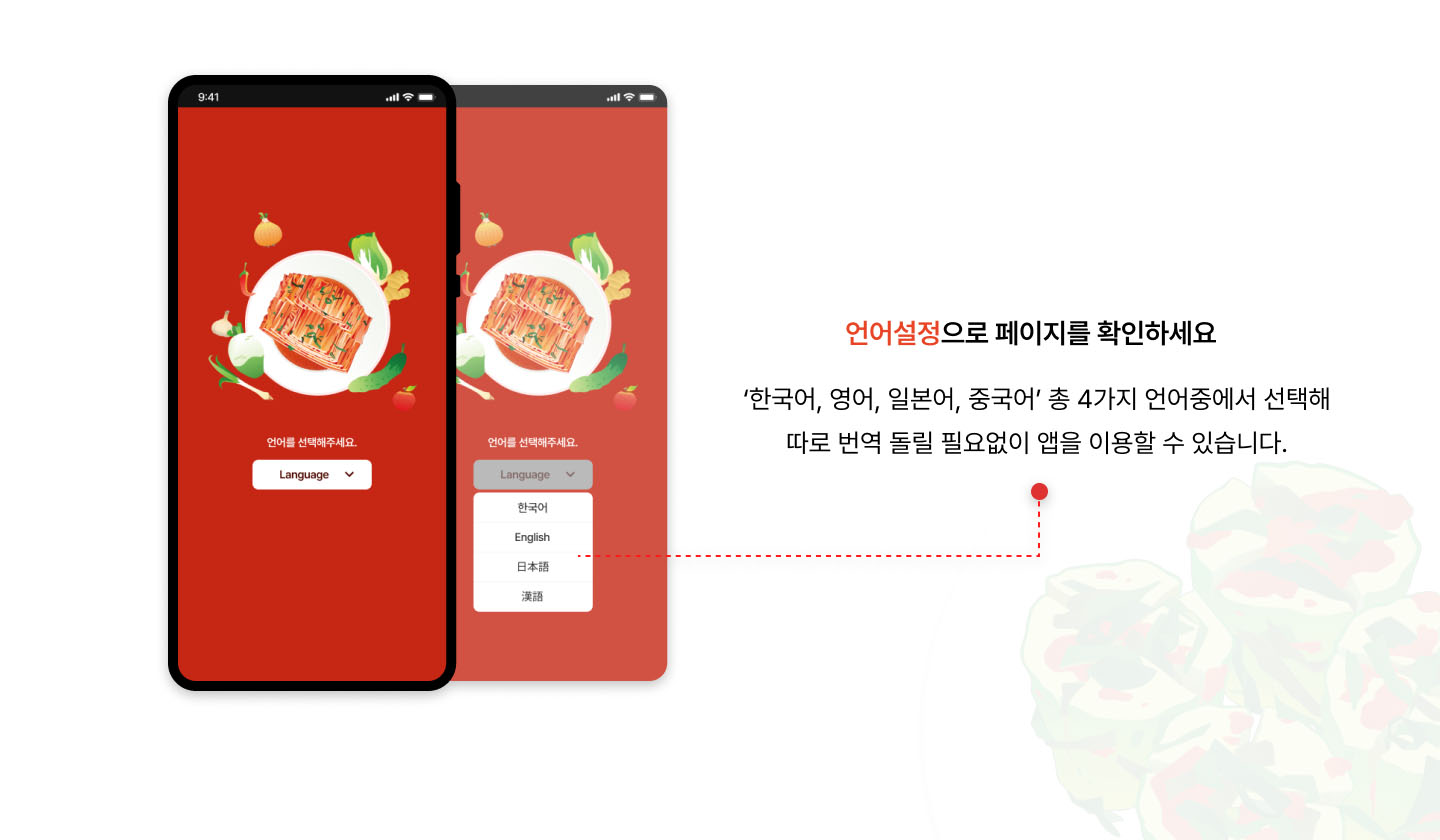 9:41
언어를 선택해주세요.
Language
언어를 선택해주세요.
Language
한국어
English
日本語
漢語
언어설정으로 페이지를 확인하세요
‘한국어, 영어, 일본어, 중국어’ 총 4가지 언어중에서 선택해
따로 번역 돌릴 필요없이 앱을 이용할 수 있습니다.